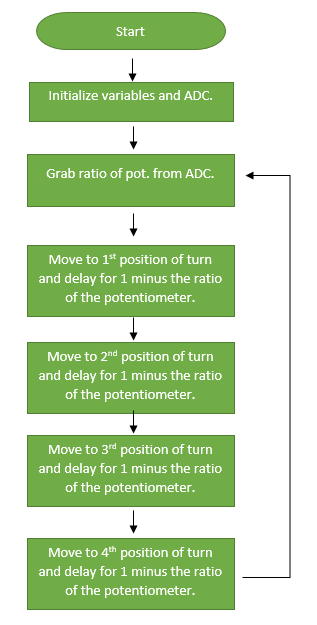 Start
Initialize variables and ADC.
Grab ratio of pot. from ADC.
Move to 1st position of turn
and delay for 1 minus the ratio
of the potentiometer.
Move to 2nd position of turn
and delay for 1 minus the ratio
of the potentiometer.
Move to 3rd position of turn
and delay for 1 minus the ratio
of the potentiometer.
Move to 4th position of turn
and delay for 1 minus the ratio
of the potentiometer.